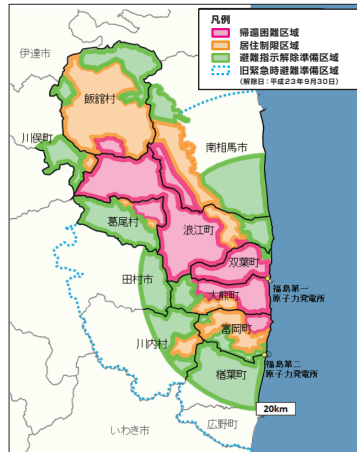 凡例
帰還困難区域
居住制限区域
避難指示解除準備区域
旧緊急時避難準備区域
(解除日：平成23年9月30日)
伊達市
飯舘村
川俣町
南相馬市
葛尾村
浪江町
双葉町
田村市
大熊町
福島第一
原子力発電所
富岡町
川内村
福島第二
原子力発電所
楢葉町
20km
広野町
いわき市